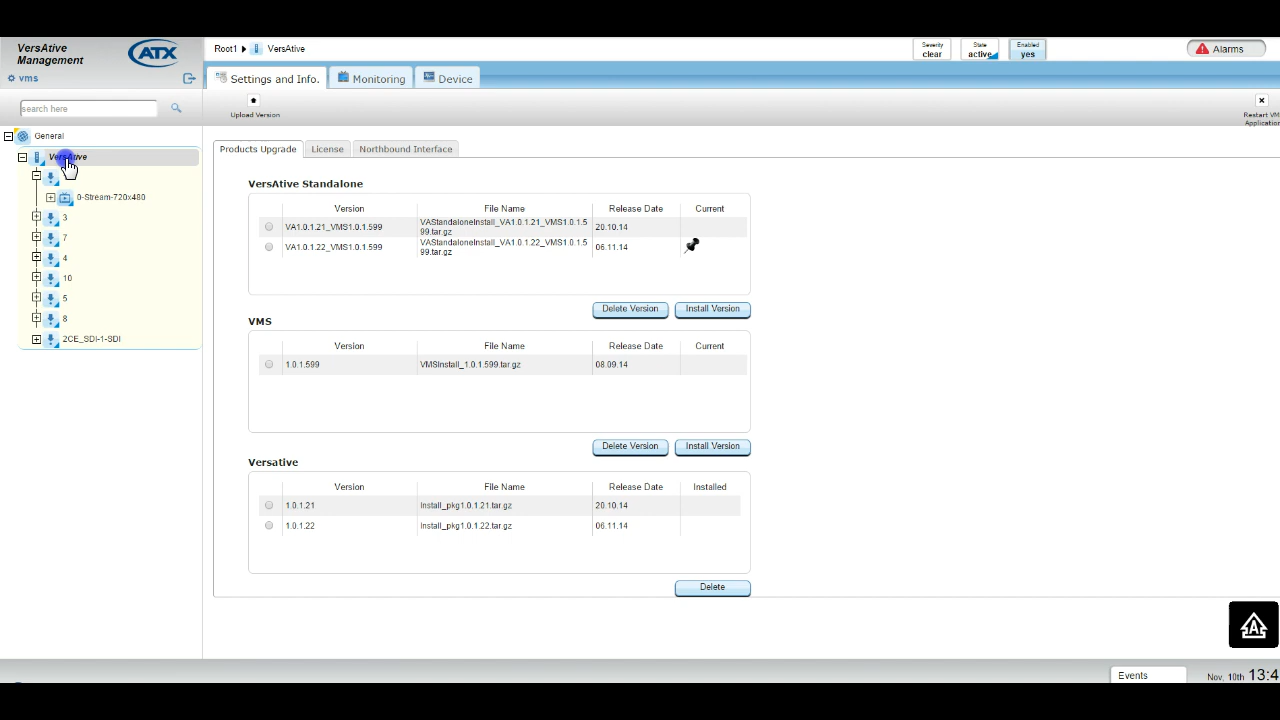 VersAtive
Management
ATX
vms
Root1 VersAtive
Severity
clear
State
active
Enabled
yes
Alarms
Settings and Info.
Monitoring
Device
search here
Upload Version
Restart VM
Application
General
VersAtive
0-Stream-720x480
3
7
4
10
5
8
2CE_SDI-1-SDI
Products Upgrade
License
Northbound Interface
VersAtive Standalone
Version File Name Release Date Current
VA1.0.1.21_VMS1.0.1.599 VAStandaloneInstall_VA1.0.1.21_VMS1.0.1.5 20.10.14
99.tar.gz
VA1.0.1.22_VMS1.0.1.599 VAStandaloneInstall_VA1.0.1.22_VMS1.0.1.5 06.11.14
99.tar.gz
Delete Version Install Version
VMS
Version File Name Release Date Current
1.0.1.599 VMSInstall_1.0.1.599.tar.gz 08.09.14
Delete Version Install Version
Versative
Version File Name Release Date Installed
1.0.1.21 Install_pkg1.0.1.21.tar.gz 20.10.14
1.0.1.22 Install_pkg1.0.1.22.tar.gz 06.11.14
Delete
A
Events
Nov, 10th 13:4